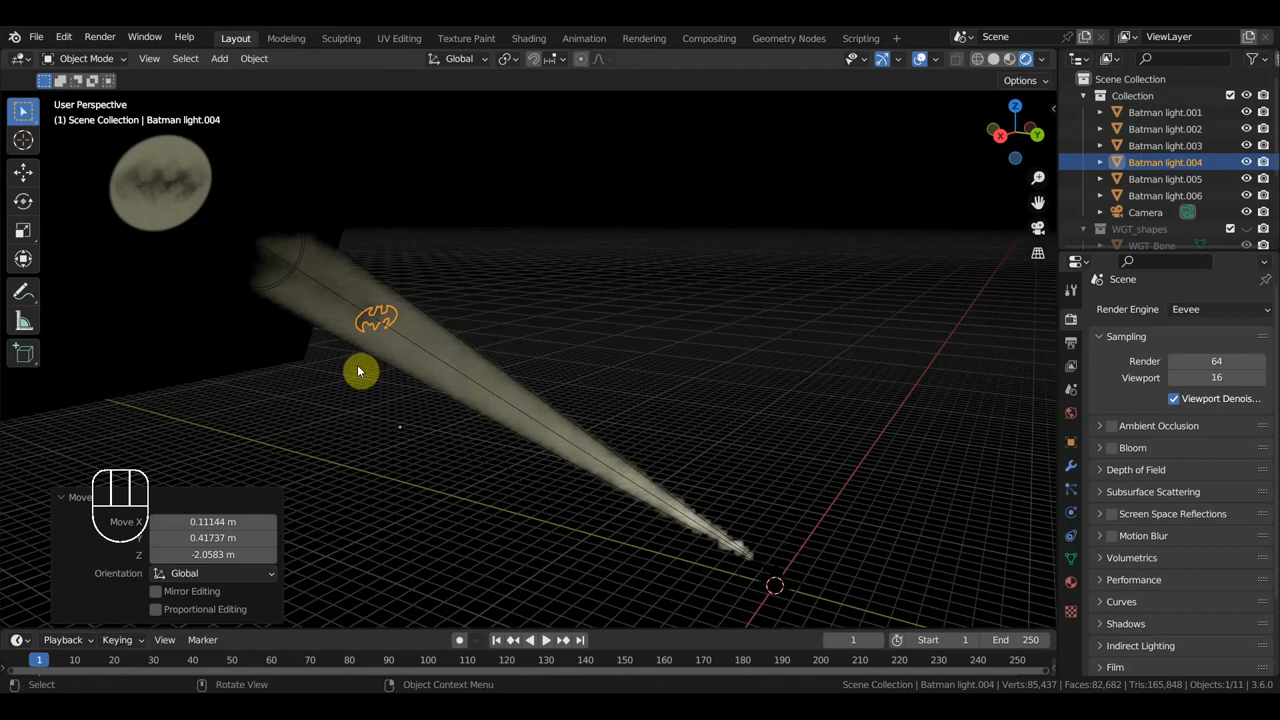 File Edit Render Window Help Layout Modeling Sculpting UV Editing Texture Paint Shading Animation Rendering Compositing Geometry Nodes Scripting + Scene ViewLayer
Object Mode View Select Add Object Global
Options
User Perspective
(1) Scene Collection | Batman light.004
Z
X
Y
Scene Collection
Collection
Batman light.001
Batman light.002
Batman light.003
Batman light.004
Batman light.005
Batman light.006
Camera
WGT_shapes
WGT_Bone
Scene
Render Engine Eevee
Sampling
Render 64
Viewport 16
Viewport Denois...
Ambient Occlusion
Bloom
Depth of Field
Subsurface Scattering
Screen Space Reflections
Motion Blur
Volumetrics
Performance
Curves
Shadows
Indirect Lighting
Film
Move
Move X 0.11144 m
0.41737 m
Z -2.0583 m
Orientation Global
Mirror Editing
Proportional Editing
Playback Keying View Marker 1 Start 1 End 250
1 10 20 30 40 50 60 70 80 90 100 110 120 130 140 150 160 170 180 190 200 210 220 230 240 250
Select Rotate View Object Context Menu Scene Collection | Batman light.004 | Verts:85,437 | Faces:82,682 | Tris:165,848 | Objects:1/11 | 3.6.0